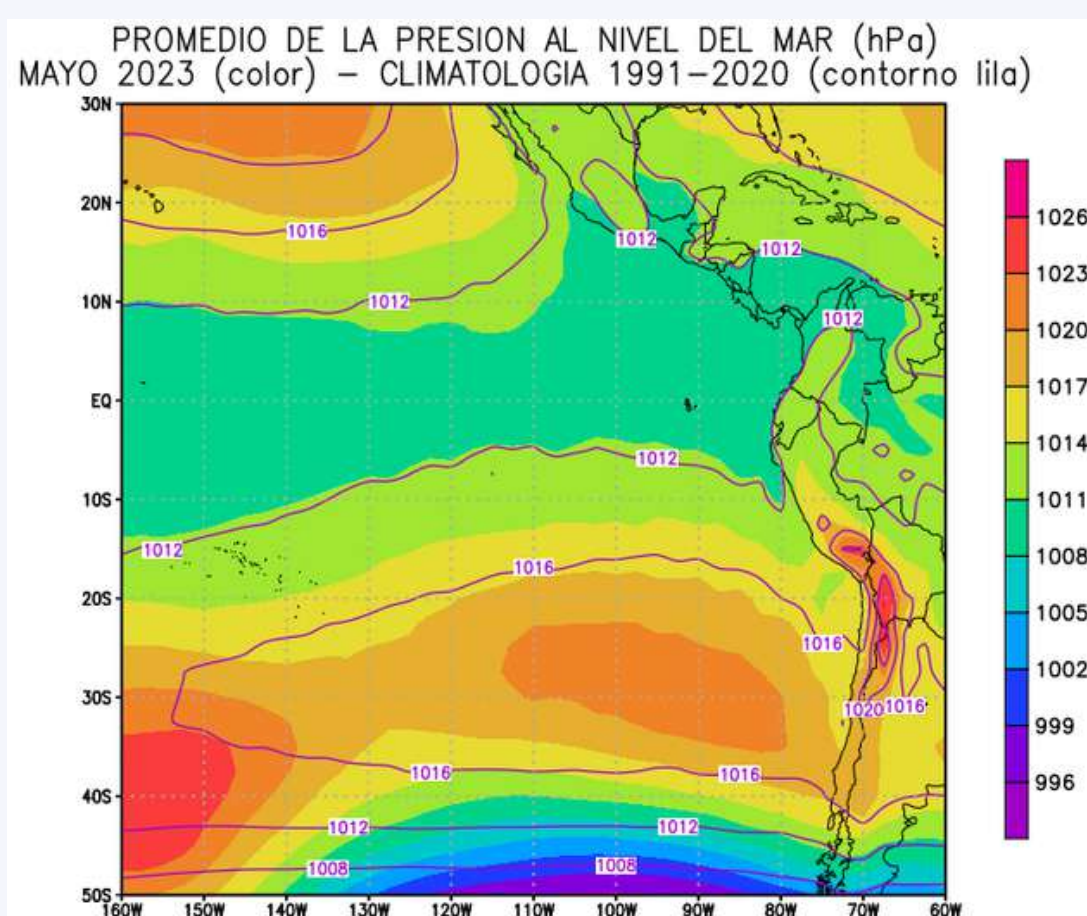 PROMEDIO DE LA PRESION AL NIVEL DEL MAR (hPa)
MAYO 2023 (color) – CLIMATOLOGIA 1991–2020 (contorno lila)
30N
20N
10N
EQ
10S
20S
30S
40S
50S
160W 150W 140W 130W 120W 110W 100W 90W 80W 70W 60W
1016
1012
1012
1012
1012
1012
1012
1016
1016
1020
1016
1016
1016
1012
1012
1008
1008
1026
1023
1020
1017
1014
1011
1008
1005
1002
999
996